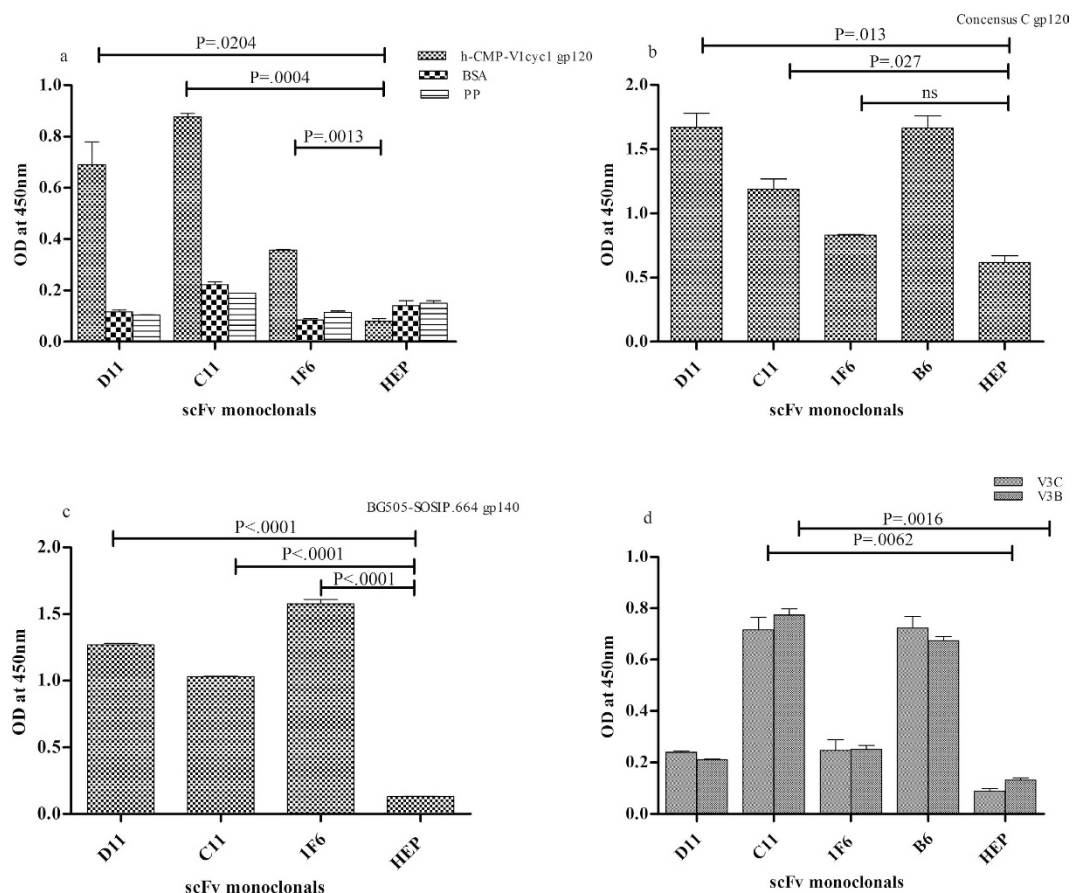 a
P=.0204
P=.0004
P=.0013
h-CMP-V1cyc1 gp120
BSA
PP
OD at 450nm
1.0
0.8
0.6
0.4
0.2
0.0
D11
C11
1F6
HEP
scFv monoclonals
Concensus C gp120
b
P=.013
P=.027
ns
OD at 450nm
2.0
1.5
1.0
0.5
0.0
D11
C11
1F6
B6
HEP
scFv monoclonals
c
BG505-SOSIP.664 gp140
P<.0001
P<.0001
P<.0001
OD at 450nm
2.0
1.5
1.0
0.5
0.0
D11
C11
1F6
HEP
scFv monoclonals
V3C
V3B
d
P=.0016
P=.0062
OD at 450nm
1.0
0.8
0.6
0.4
0.2
0.0
D11
C11
1F6
B6
HEP
scFv monoclonals